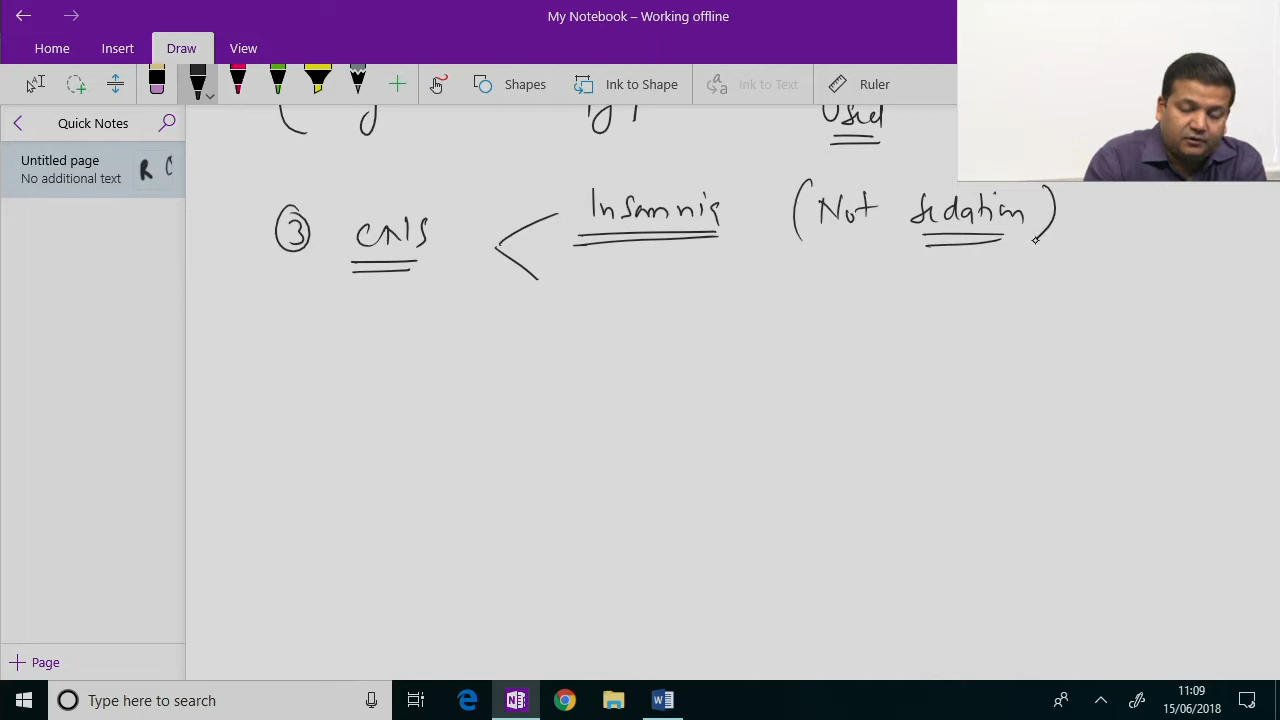 My Notebook – Working offline
Home Insert Draw View
Shapes Ink to Shape Ink to Text Ruler
Quick Notes
Untitled page
No additional text
R
used
3 CNS Insomnia (Not sedation)
+ Page
Type here to search
11:09
15/06/2018